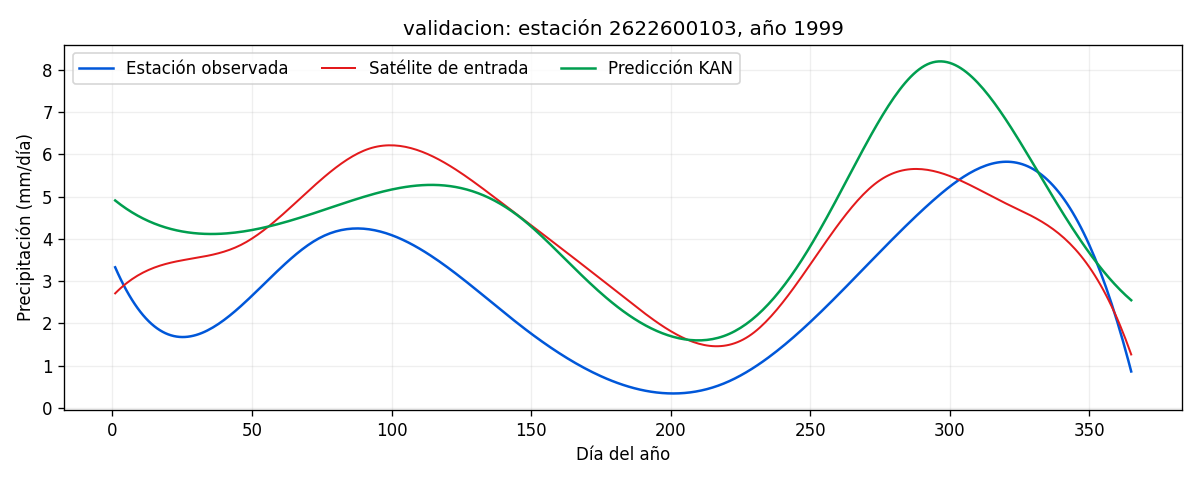 validacion: estación 2622600103, año 1999
Estación observada
Satélite de entrada
Predicción KAN
Precipitación (mm/día)
8
7
6
5
4
3
2
1
0
0
50
100
150
200
250
300
350
Día del año